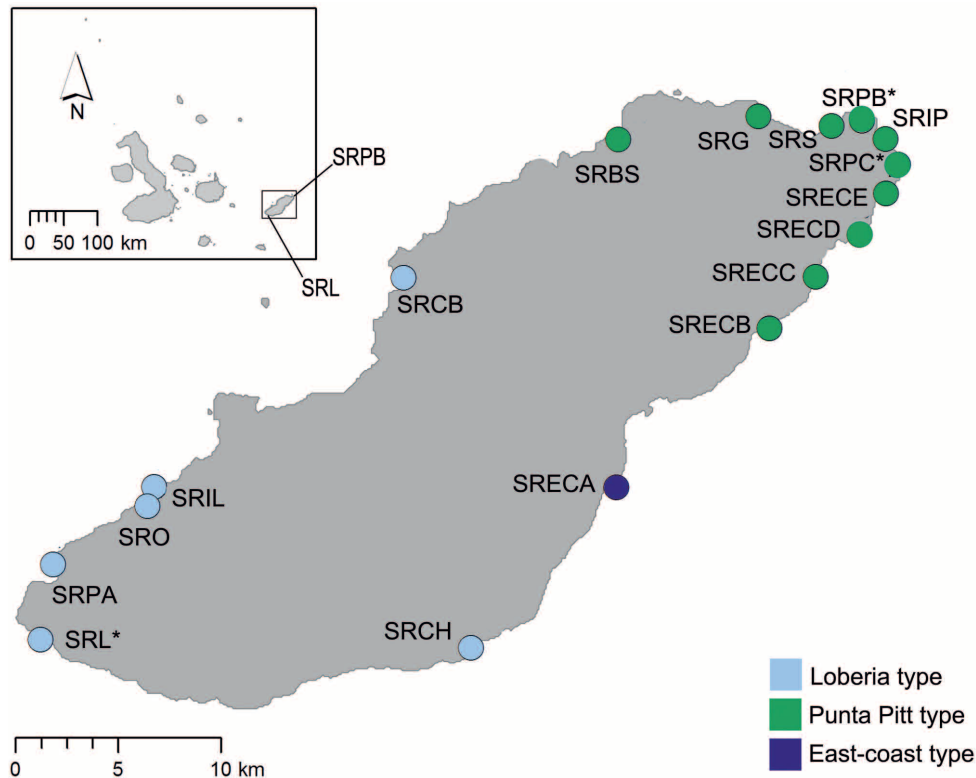 N
0 50 100 km
SRPB
SRL
SRPB*
SRG
SRS
SRIP
SRBS
SRPC*
SRECE
SRECD
SRCB
SRECC
SRECB
SRECA
SRIL
SRO
SRPA
SRL*
SRCH
Loberia type
Punta Pitt type
East-coast type
0 5 10 km